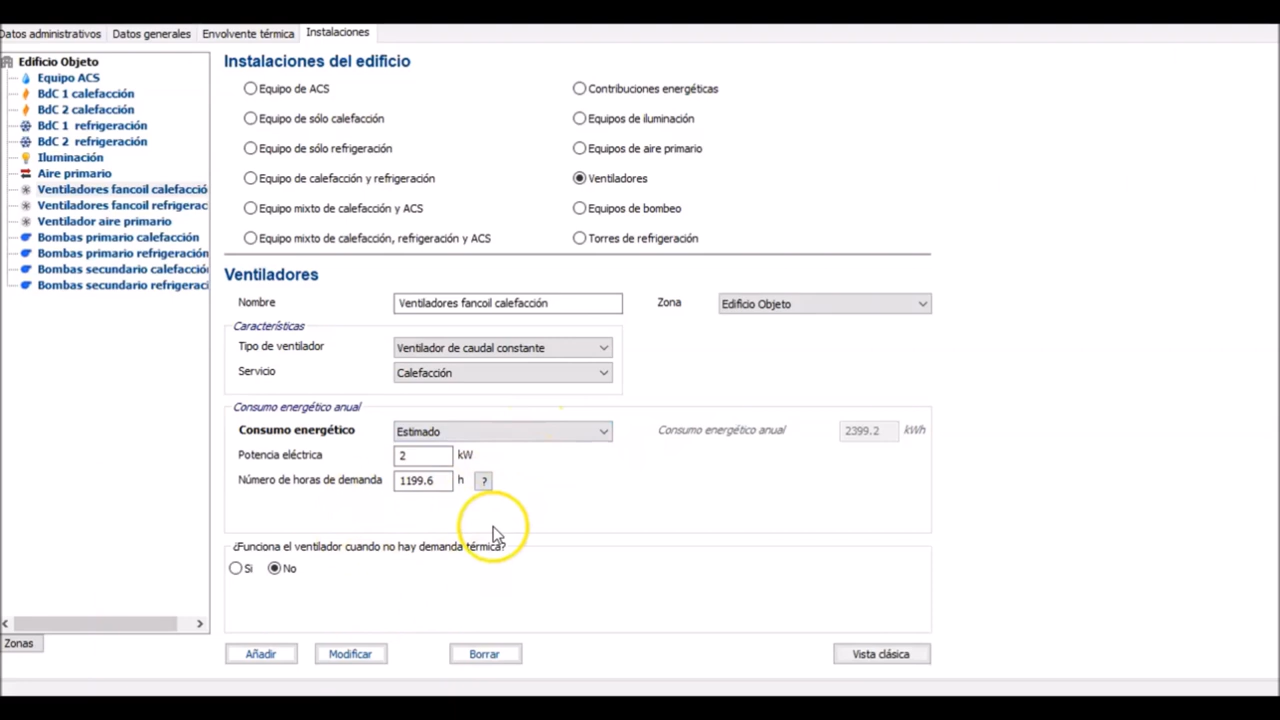 Datos administrativos Datos generales Envolvente térmica Instalaciones
Edificio Objeto
Equipo ACS
BdC 1 calefacción
BdC 2 calefacción
BdC 1 refrigeración
BdC 2 refrigeración
Iluminación
Aire primario
Ventiladores fancoil calefacció
Ventiladores fancoil refrigerac
Ventilador aire primario
Bombas primario calefacción
Bombas primario refrigeración
Bombas secundario calefacció
Bombas secundario refrigeraci
Zonas
Instalaciones del edificio
Equipo de ACS
Contribuciones energéticas
Equipo de sólo calefacción
Equipos de iluminación
Equipo de sólo refrigeración
Equipos de aire primario
Equipo de calefacción y refrigeración
Ventiladores
Equipo mixto de calefacción y ACS
Equipos de bombeo
Equipo mixto de calefacción, refrigeración y ACS
Torres de refrigeración
Ventiladores
Nombre Ventiladores fancoil calefacción Zona Edificio Objeto
Características
Tipo de ventilador Ventilador de caudal constante
Servicio Calefacción
Consumo energético anual
Consumo energético Estimado Consumo energético anual 2399.2 kWh
Potencia eléctrica 2 kW
Número de horas de demanda 1199.6 h ?
¿Funciona el ventilador cuando no hay demanda térmica?
Si No
Añadir Modificar Borrar Vista clásica